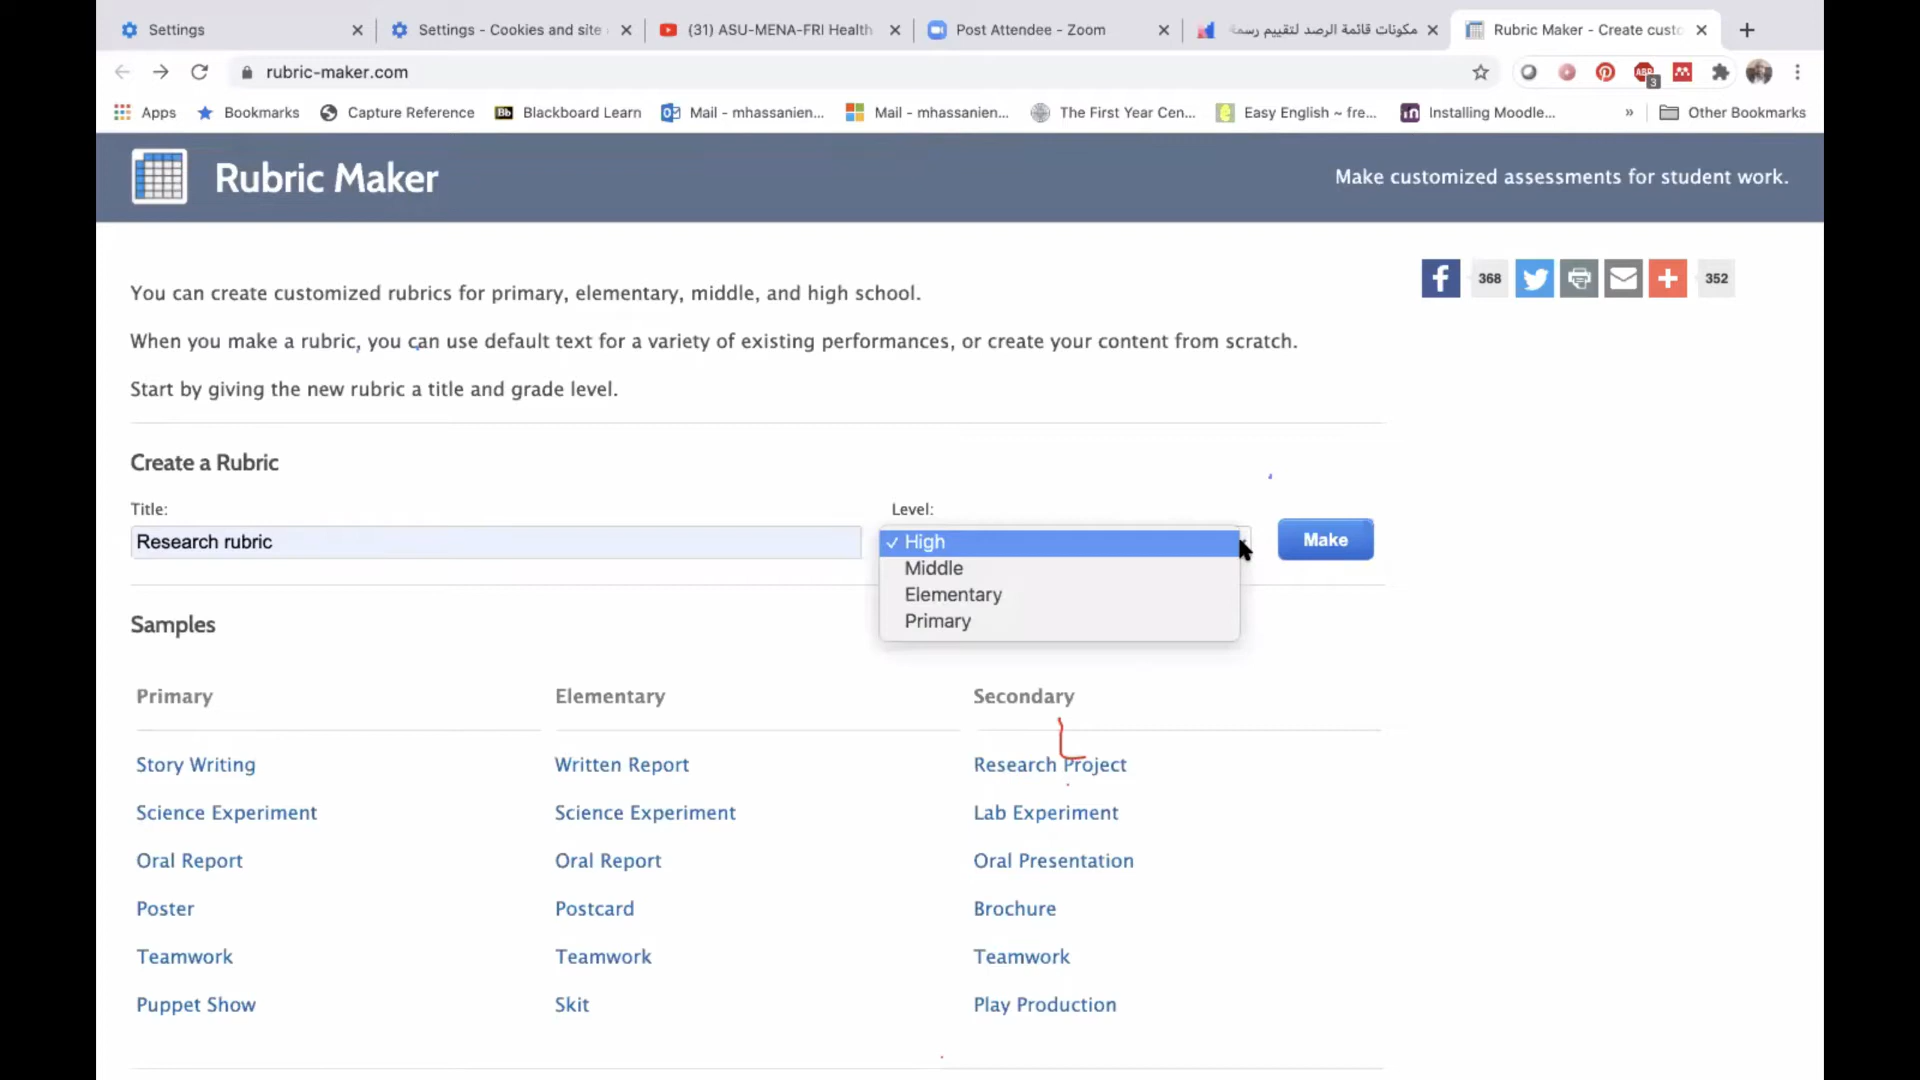 Settings
Settings - Cookies and site
(31) ASU-MENA-FRI Health
Post Attendee - Zoom
مكونات قائمة الرصد لتقييم رسمة
Rubric Maker - Create custo
rubric-maker.com
3
Apps
Bookmarks
Capture Reference
Bb Blackboard Learn
Mail - mhassanien...
Mail - mhassanien...
The First Year Cen...
Easy English ~ fre...
Installing Moodle...
»
Other Bookmarks
Rubric Maker
Make customized assessments for student work.
368
352
You can create customized rubrics for primary, elementary, middle, and high school.
When you make a rubric, you can use default text for a variety of existing performances, or create your content from scratch.
Start by giving the new rubric a title and grade level.
Create a Rubric
Title:
Level:
Research rubric
✓ High
Middle
Elementary
Primary
Make
Samples
Primary
Elementary
Secondary
Story Writing
Written Report
Research Project
Science Experiment
Science Experiment
Lab Experiment
Oral Report
Oral Report
Oral Presentation
Poster
Postcard
Brochure
Teamwork
Teamwork
Teamwork
Puppet Show
Skit
Play Production